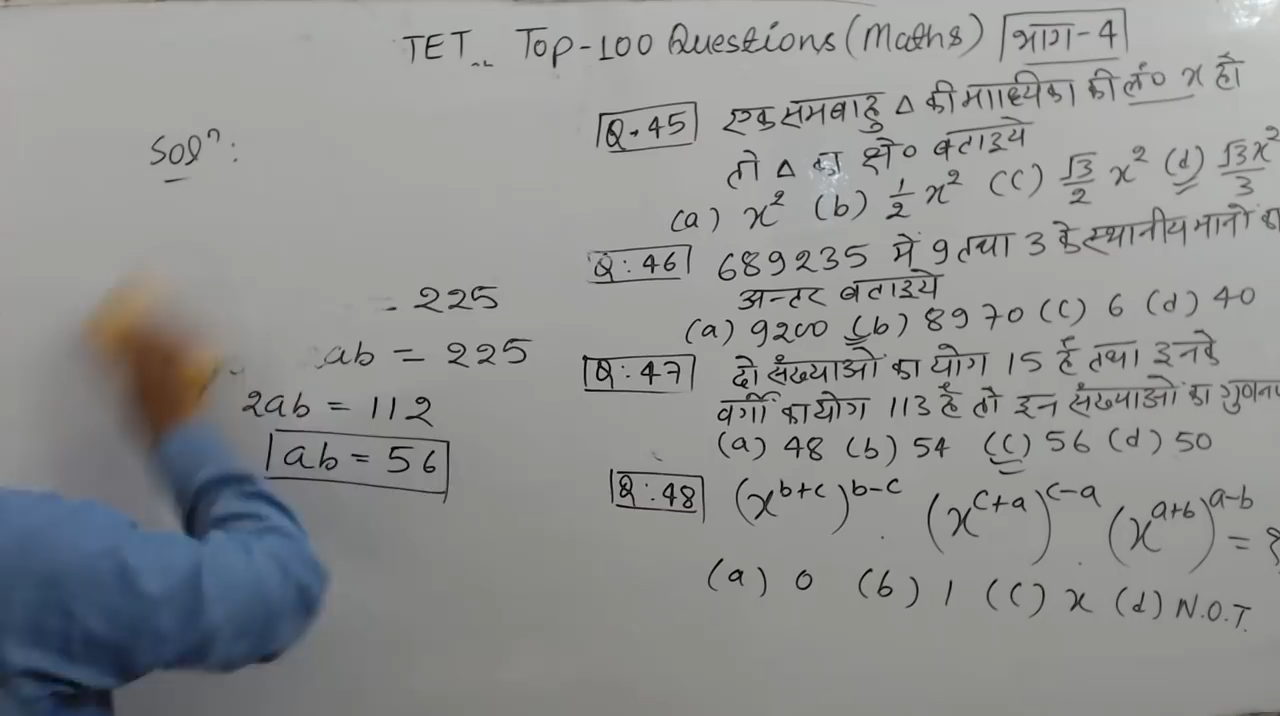 TET Top-100 Questions (Maths) भाग-4
Solⁿ:
= 225
ab = 225
2ab = 112
ab = 56
Q.45 एक समबाहु Δ की माध्यिका की लं० x हो
तो Δ का क्षे० बताइये
(a) x² (b) 1/2 x² (c) √3/2 x² (d) √3x²/3
Q:46 689235 में 9 तथा 3 के स्थानीय मानों का
अन्तर बताइये
(a) 9200 (b) 8970 (c) 6 (d) 40
Q:47 दो संख्याओं का योग 15 है तथा इनके
वर्गों का योग 113 है तो इन संख्याओं का
(a) 48 (b) 54 (c) 56 (d) 50
Q:48 (x^{b+c})^{b-c} . (x^{c+a})^{c-a} . (x^{a+b})^{a-b} = ?
(a) 0 (b) 1 (c) x (d) N.O.T.